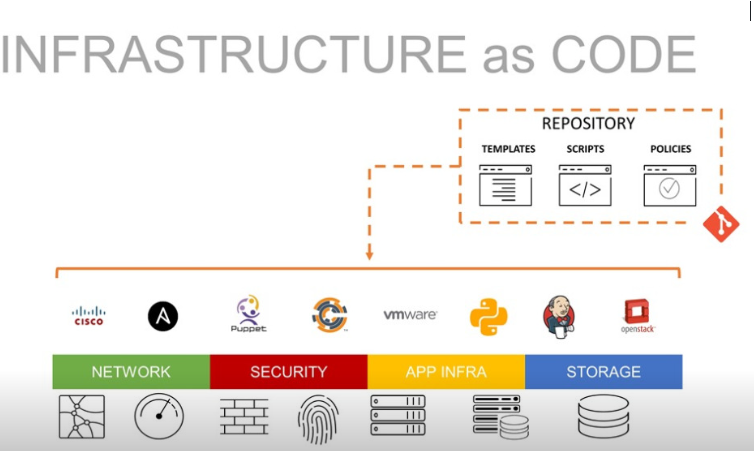 INFRASTRUCTURE as CODE
REPOSITORY
TEMPLATES SCRIPTS POLICIES
</>
CISCO A Puppet vmware openstack
NETWORK SECURITY APP INFRA STORAGE